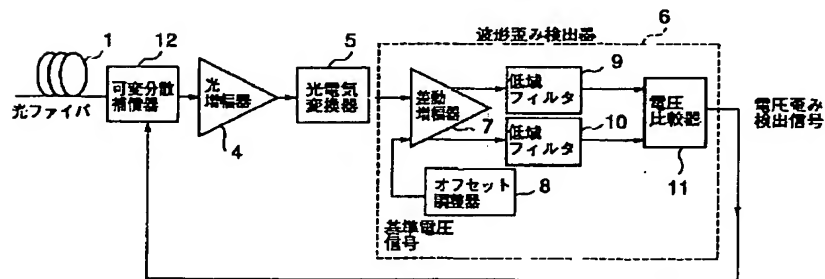 1
光ファイバ
12
可変分散
補償器
光
増幅器
4
5
光電気
変換器
波形歪み検出器
6
差動
増幅器
7
低域
フィルタ
9
低域
フィルタ
10
オフセット
調整器
8
基準電圧
信号
電圧
比較器
11
電圧歪み
検出信号